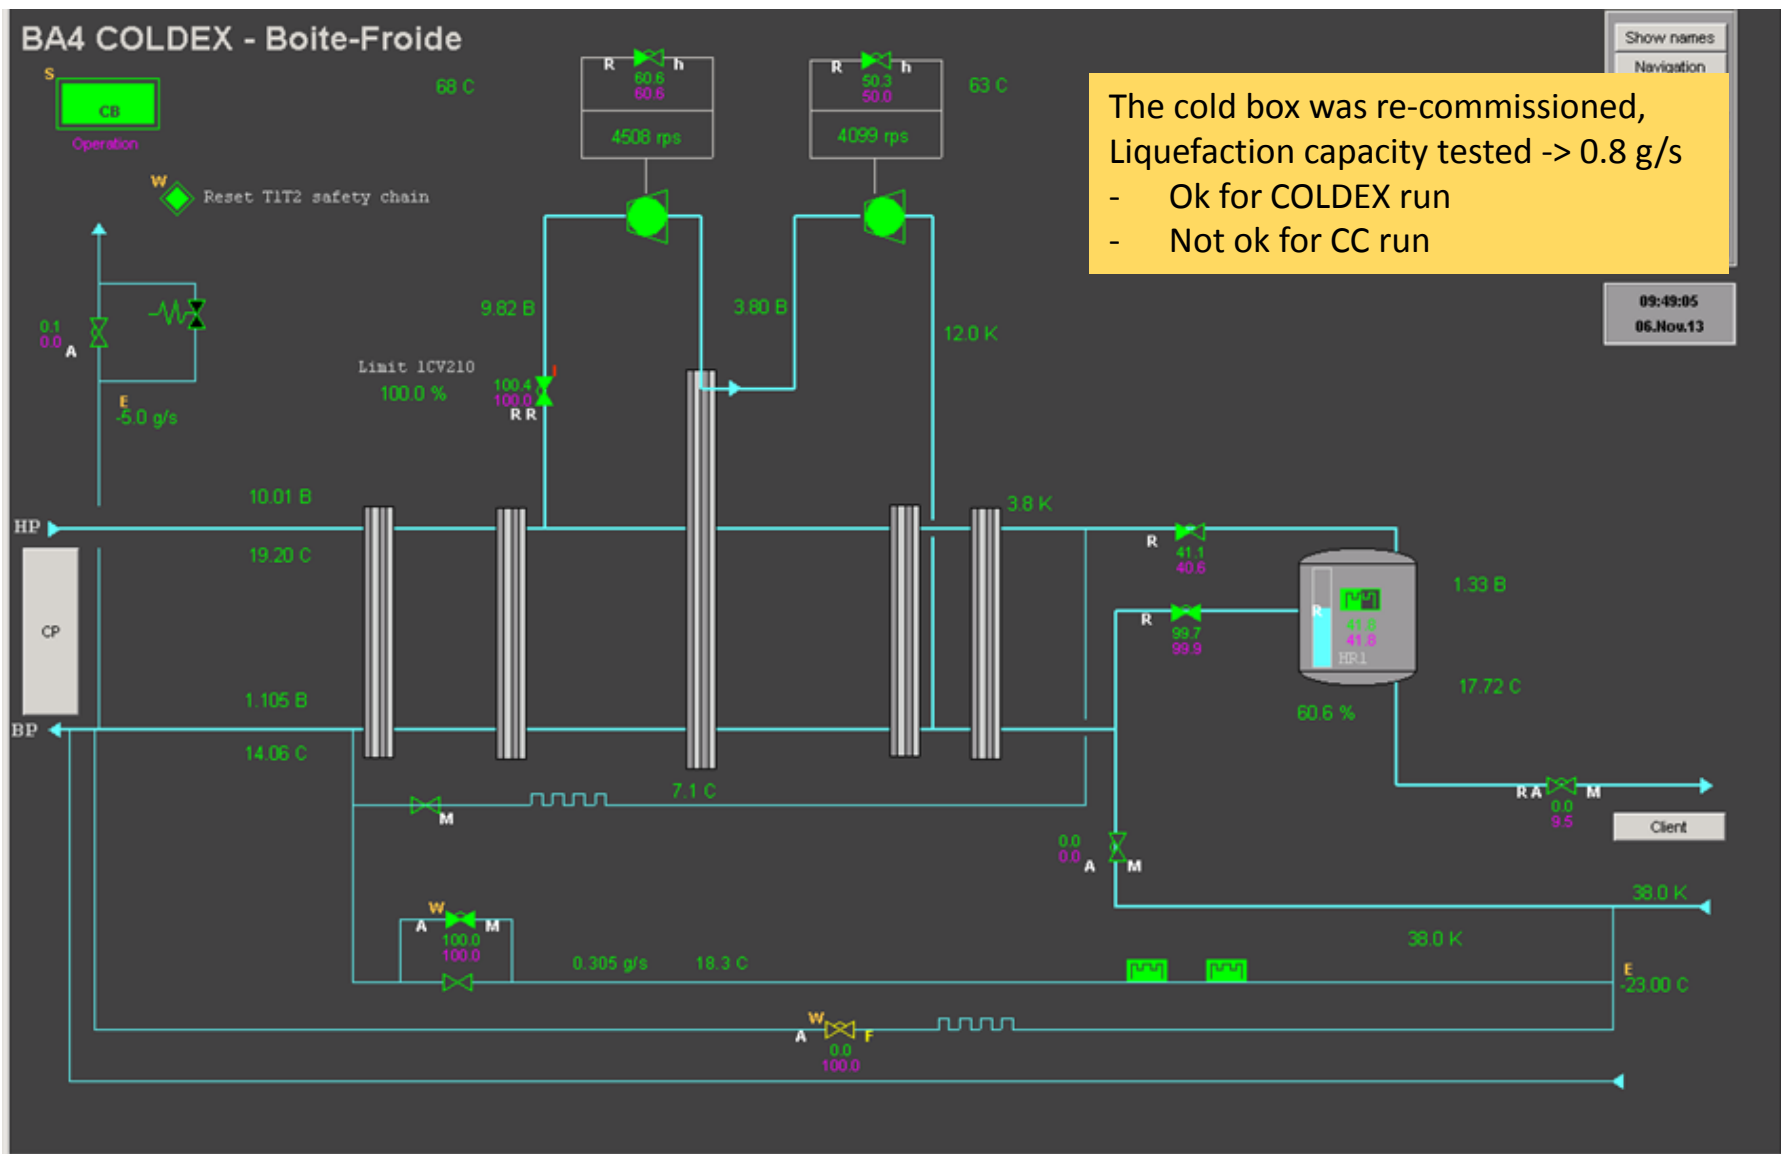 BA4 COLDEX - Boite-Froide
S
CB
Operation
W
Reset T1T2 safety chain
68 C
R h
60.6
60.6
4508 rps
R h
50.3
50.0
4099 rps
63 C
Show names
Navigation
The cold box was re-commissioned,
Liquefaction capacity tested -> 0.8 g/s
- Ok for COLDEX run
- Not ok for CC run
09:49:05
06.Nov.13
0.1
0.0
A
E
-5.0 g/s
9.82 B
3.80 B
12.0 K
Limit 1CV210
100.0 %
I
100.4
100.0
R R
10.01 B
HP
19.20 C
3.8 K
R
41.1
40.6
CP
R
99.7
99.9
R
41.8
HR1
1.33 B
17.72 C
60.6 %
1.105 B
BP
14.06 C
7.1 C
M
R A M
0.0
9.5
Client
0.0
0.0
A M
38.0 K
38.0 K
W
A M
100.0
100.0
0.305 g/s 18.3 C
E
-23.00 C
W
A F
0.0
100.0